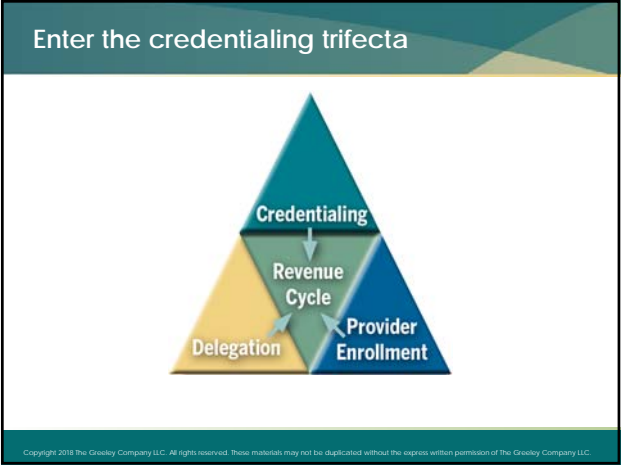 Enter the credentialing trifecta
Credentialing
Revenue
Cycle
Delegation
Provider
Enrollment
Copyright 2018 The Greeley Company LLC. All rights reserved. These materials may not be duplicated without the express written permission of The Greeley Company LLC.